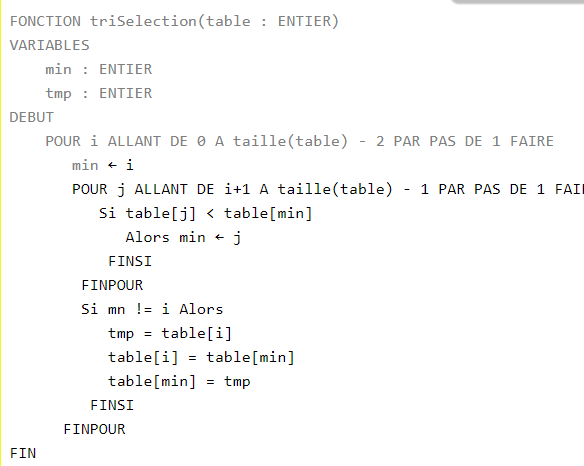 FONCTION triSelection(table : ENTIER)
VARIABLES
min : ENTIER
tmp : ENTIER
DEBUT
POUR i ALLANT DE 0 A taille(table) - 2 PAR PAS DE 1 FAIRE
min ← i
POUR j ALLANT DE i+1 A taille(table) - 1 PAR PAS DE 1 FAI
Si table[j] < table[min]
Alors min ← j
FINSI
FINPOUR
Si mn != i Alors
tmp = table[i]
table[i] = table[min]
table[min] = tmp
FINSI
FINPOUR
FIN